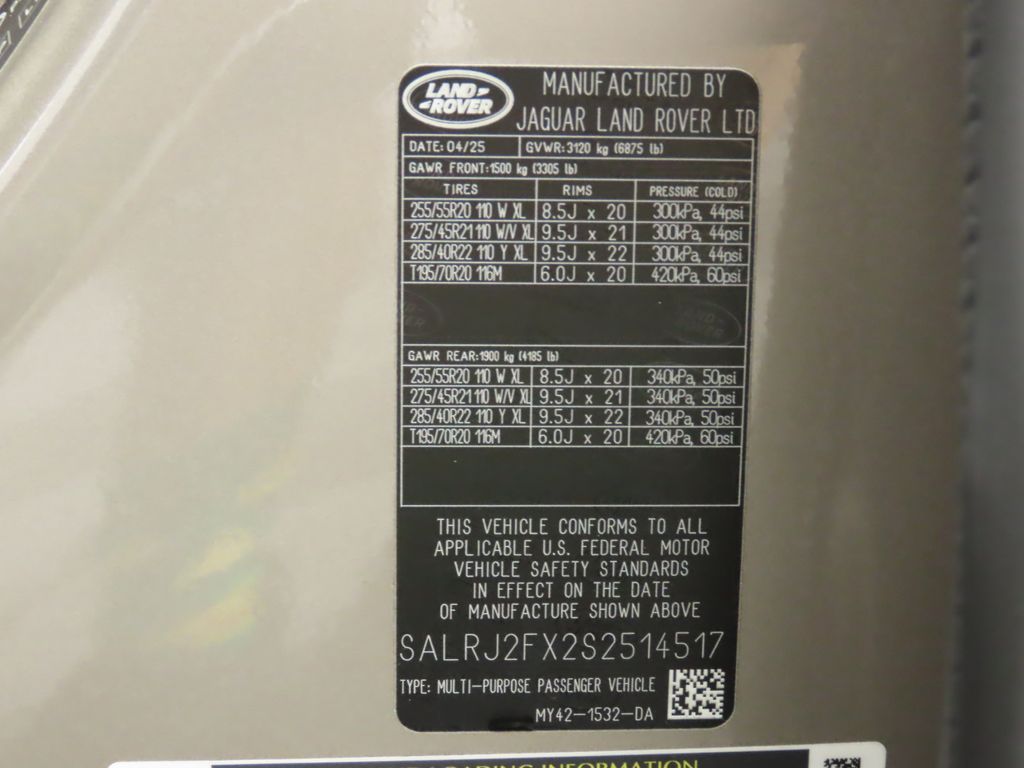 LAND ROVER
MANUFACTURED BY
JAGUAR LAND ROVER LTD
DATE: 04/25 GVWR: 3120 kg (6875 lb)
GAWR FRONT: 1500 kg (3305 lb)
TIRES RIMS PRESSURE (COLD)
255/55R20 110 W XL 8.5J x 20 300kPa, 44psi
275/45R21 110 W/V XL 9.5J x 21 300kPa, 44psi
285/40R22 110 Y XL 9.5J x 22 300kPa, 44psi
T195/70R20 116M 6.0J x 20 420kPa, 60psi
GAWR REAR: 1900 kg (4185 lb)
255/55R20 110 W XL 8.5J x 20 340kPa, 50psi
275/45R21 110 W/V XL 9.5J x 21 340kPa, 50psi
285/40R22 110 Y XL 9.5J x 22 340kPa, 50psi
T195/70R20 116M 6.0J x 20 420kPa, 60psi
THIS VEHICLE CONFORMS TO ALL
APPLICABLE U.S. FEDERAL MOTOR
VEHICLE SAFETY STANDARDS
IN EFFECT ON THE DATE
OF MANUFACTURE SHOWN ABOVE
SALRJ2FX2S2514517
TYPE: MULTI-PURPOSE PASSENGER VEHICLE
MY42-1532-DA
LOADING INFORMATION